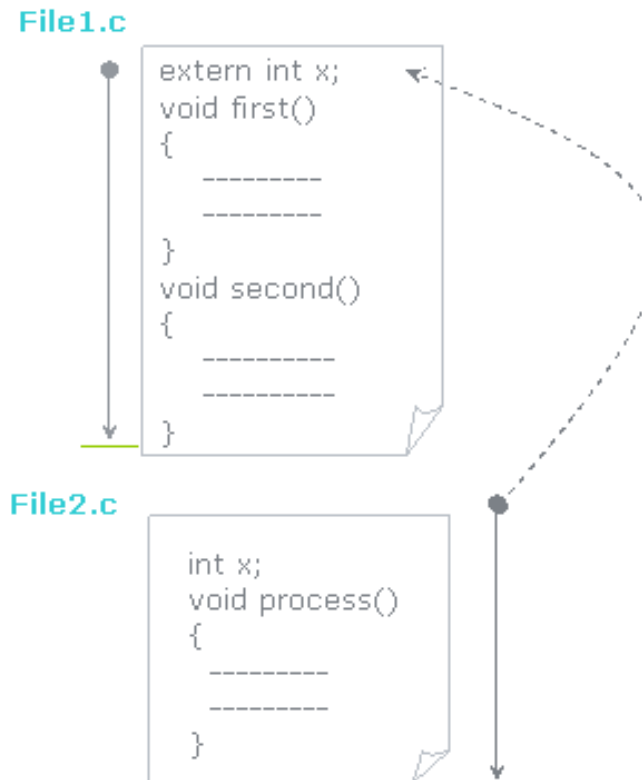 File1.c
extern int x;
void first()
{
---------
---------
}
void second()
{
----------
----------
}
File2.c
int x;
void process()
{
---------
---------
}